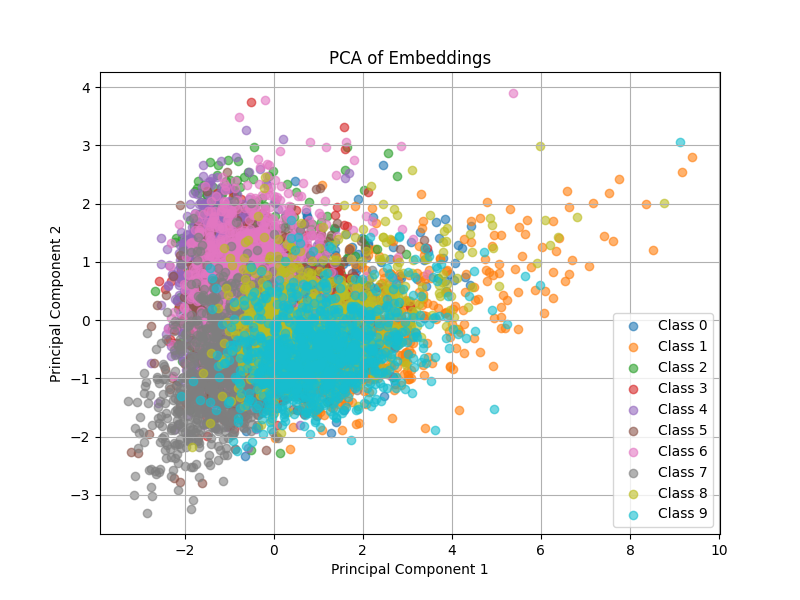 PCA of Embeddings
4
3
2
1
0
−1
−2
−3
Principal Component 2
−2
0
2
4
6
8
10
Principal Component 1
Class 0
Class 1
Class 2
Class 3
Class 4
Class 5
Class 6
Class 7
Class 8
Class 9